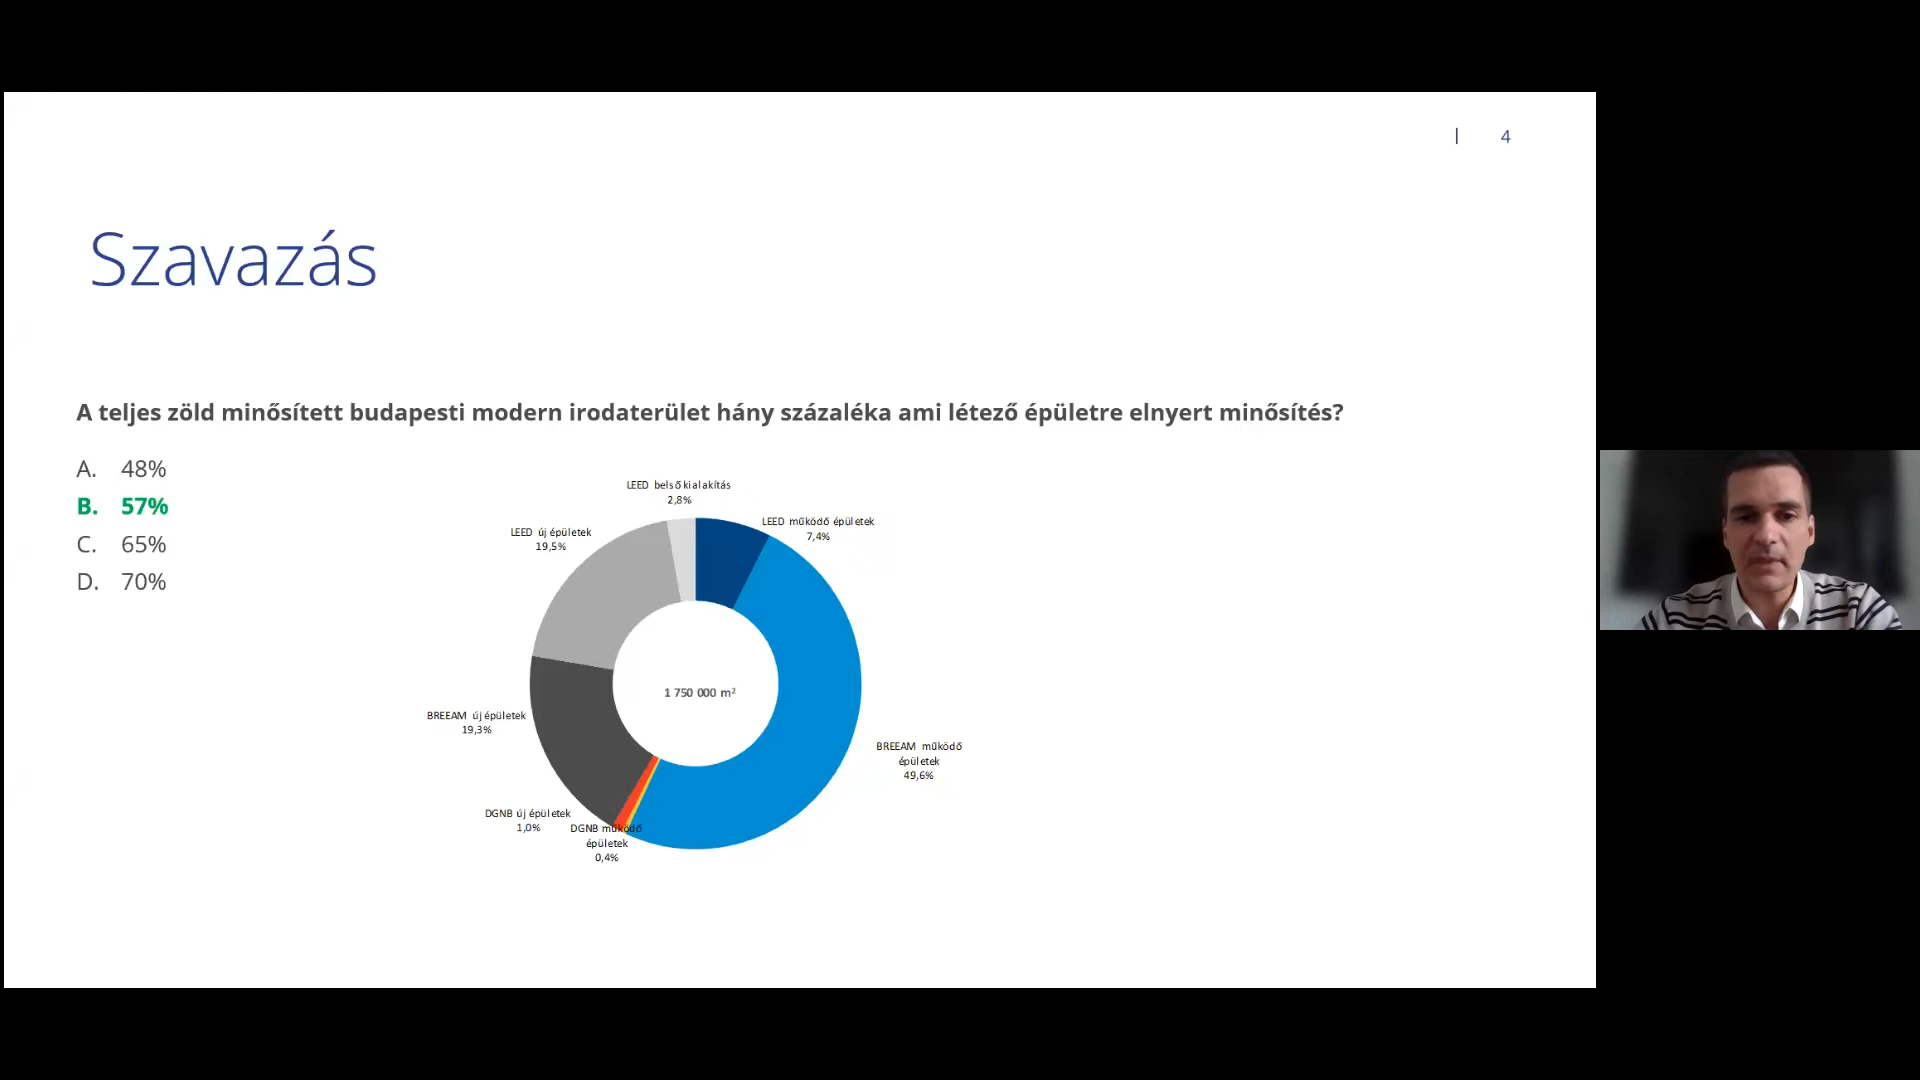 4
Szavazás
A teljes zöld minősített budapesti modern irodaterület hány százaléka ami létező épületre elnyert minősítés?
A. 48%
B. 57%
C. 65%
D. 70%
LEED belső kialakítás
2,8%
LEED működő épületek
7,4%
LEED új épületek
19,5%
1 750 000 m²
BREEAM új épületek
19,3%
BREEAM működő
épületek
49,6%
DGNB új épületek
1,0%
DGNB működő
épületek
0,4%